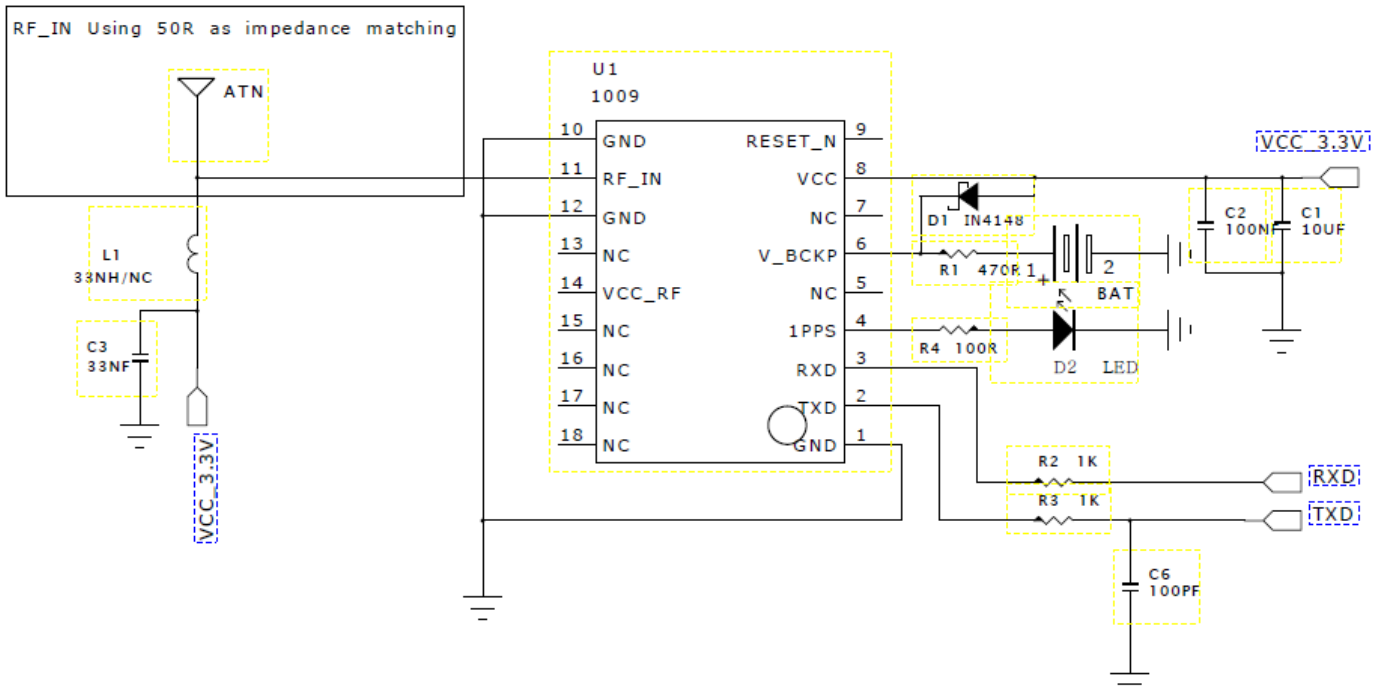 RF_IN Using 50R as impedance matching
ATN
L1
33NH/NC
C3
33NF
VCC_3.3V
U1
1009
10 GND
11 RF_IN
12 GND
13 NC
14 VCC_RF
15 NC
16 NC
17 NC
18 NC
RESET_N 9
VCC 8
NC 7
V_BCKP 6
NC 5
1PPS 4
RXD 3
TXD 2
GND 1
VCC_3.3V
D1 IN4148
C2
100NF
C1
10UF
R1 470R
1 + 2
BAT
R4 100R
D2 LED
R2 1K
RXD
R3 1K
TXD
C6
100PF